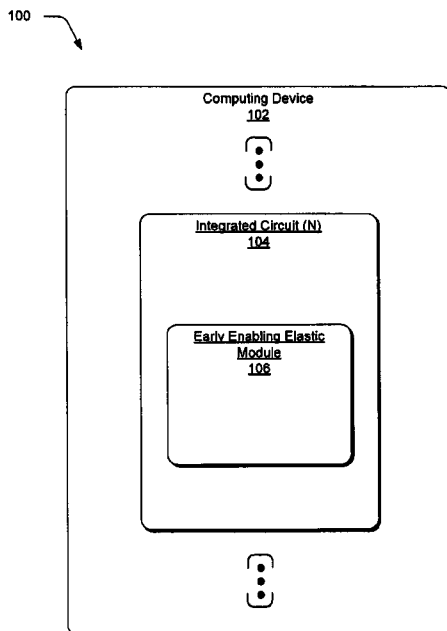 100
Computing Device
102
Integrated Circuit (N)
104
Early Enabling Elastic
Module
106